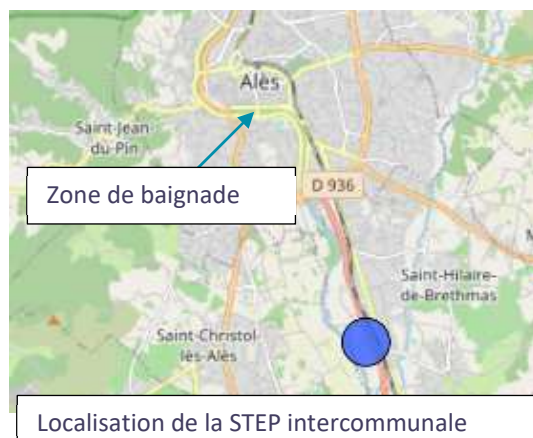 Alès
Saint-Jean
du-Pin
Zone de baignade
D 936
Saint-Hilaire-
de-Brethmas
Saint-Christol-
lès-Alès
Localisation de la STEP intercommunale